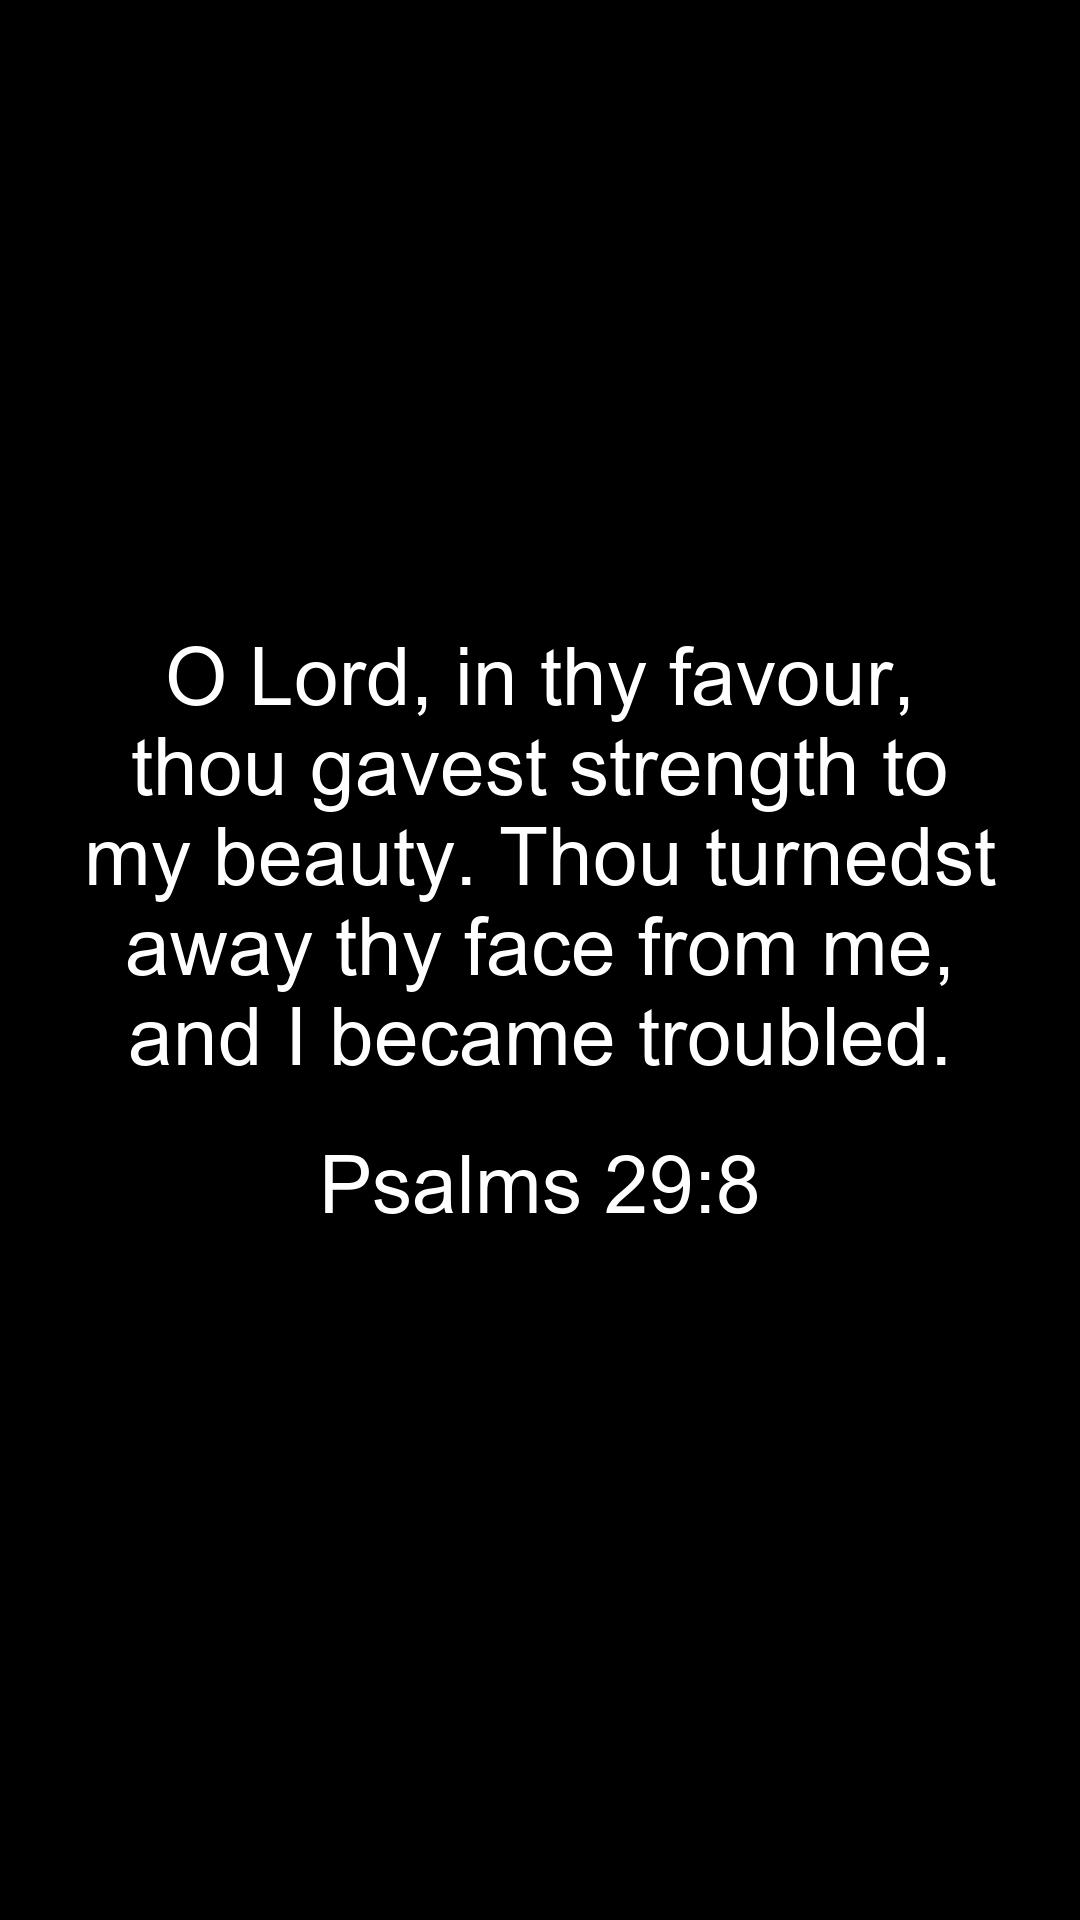 O Lord, in thy favour,
thou gavest strength to
my beauty. Thou turnedst
away thy face from me,
and I became troubled.
Psalms 29:8